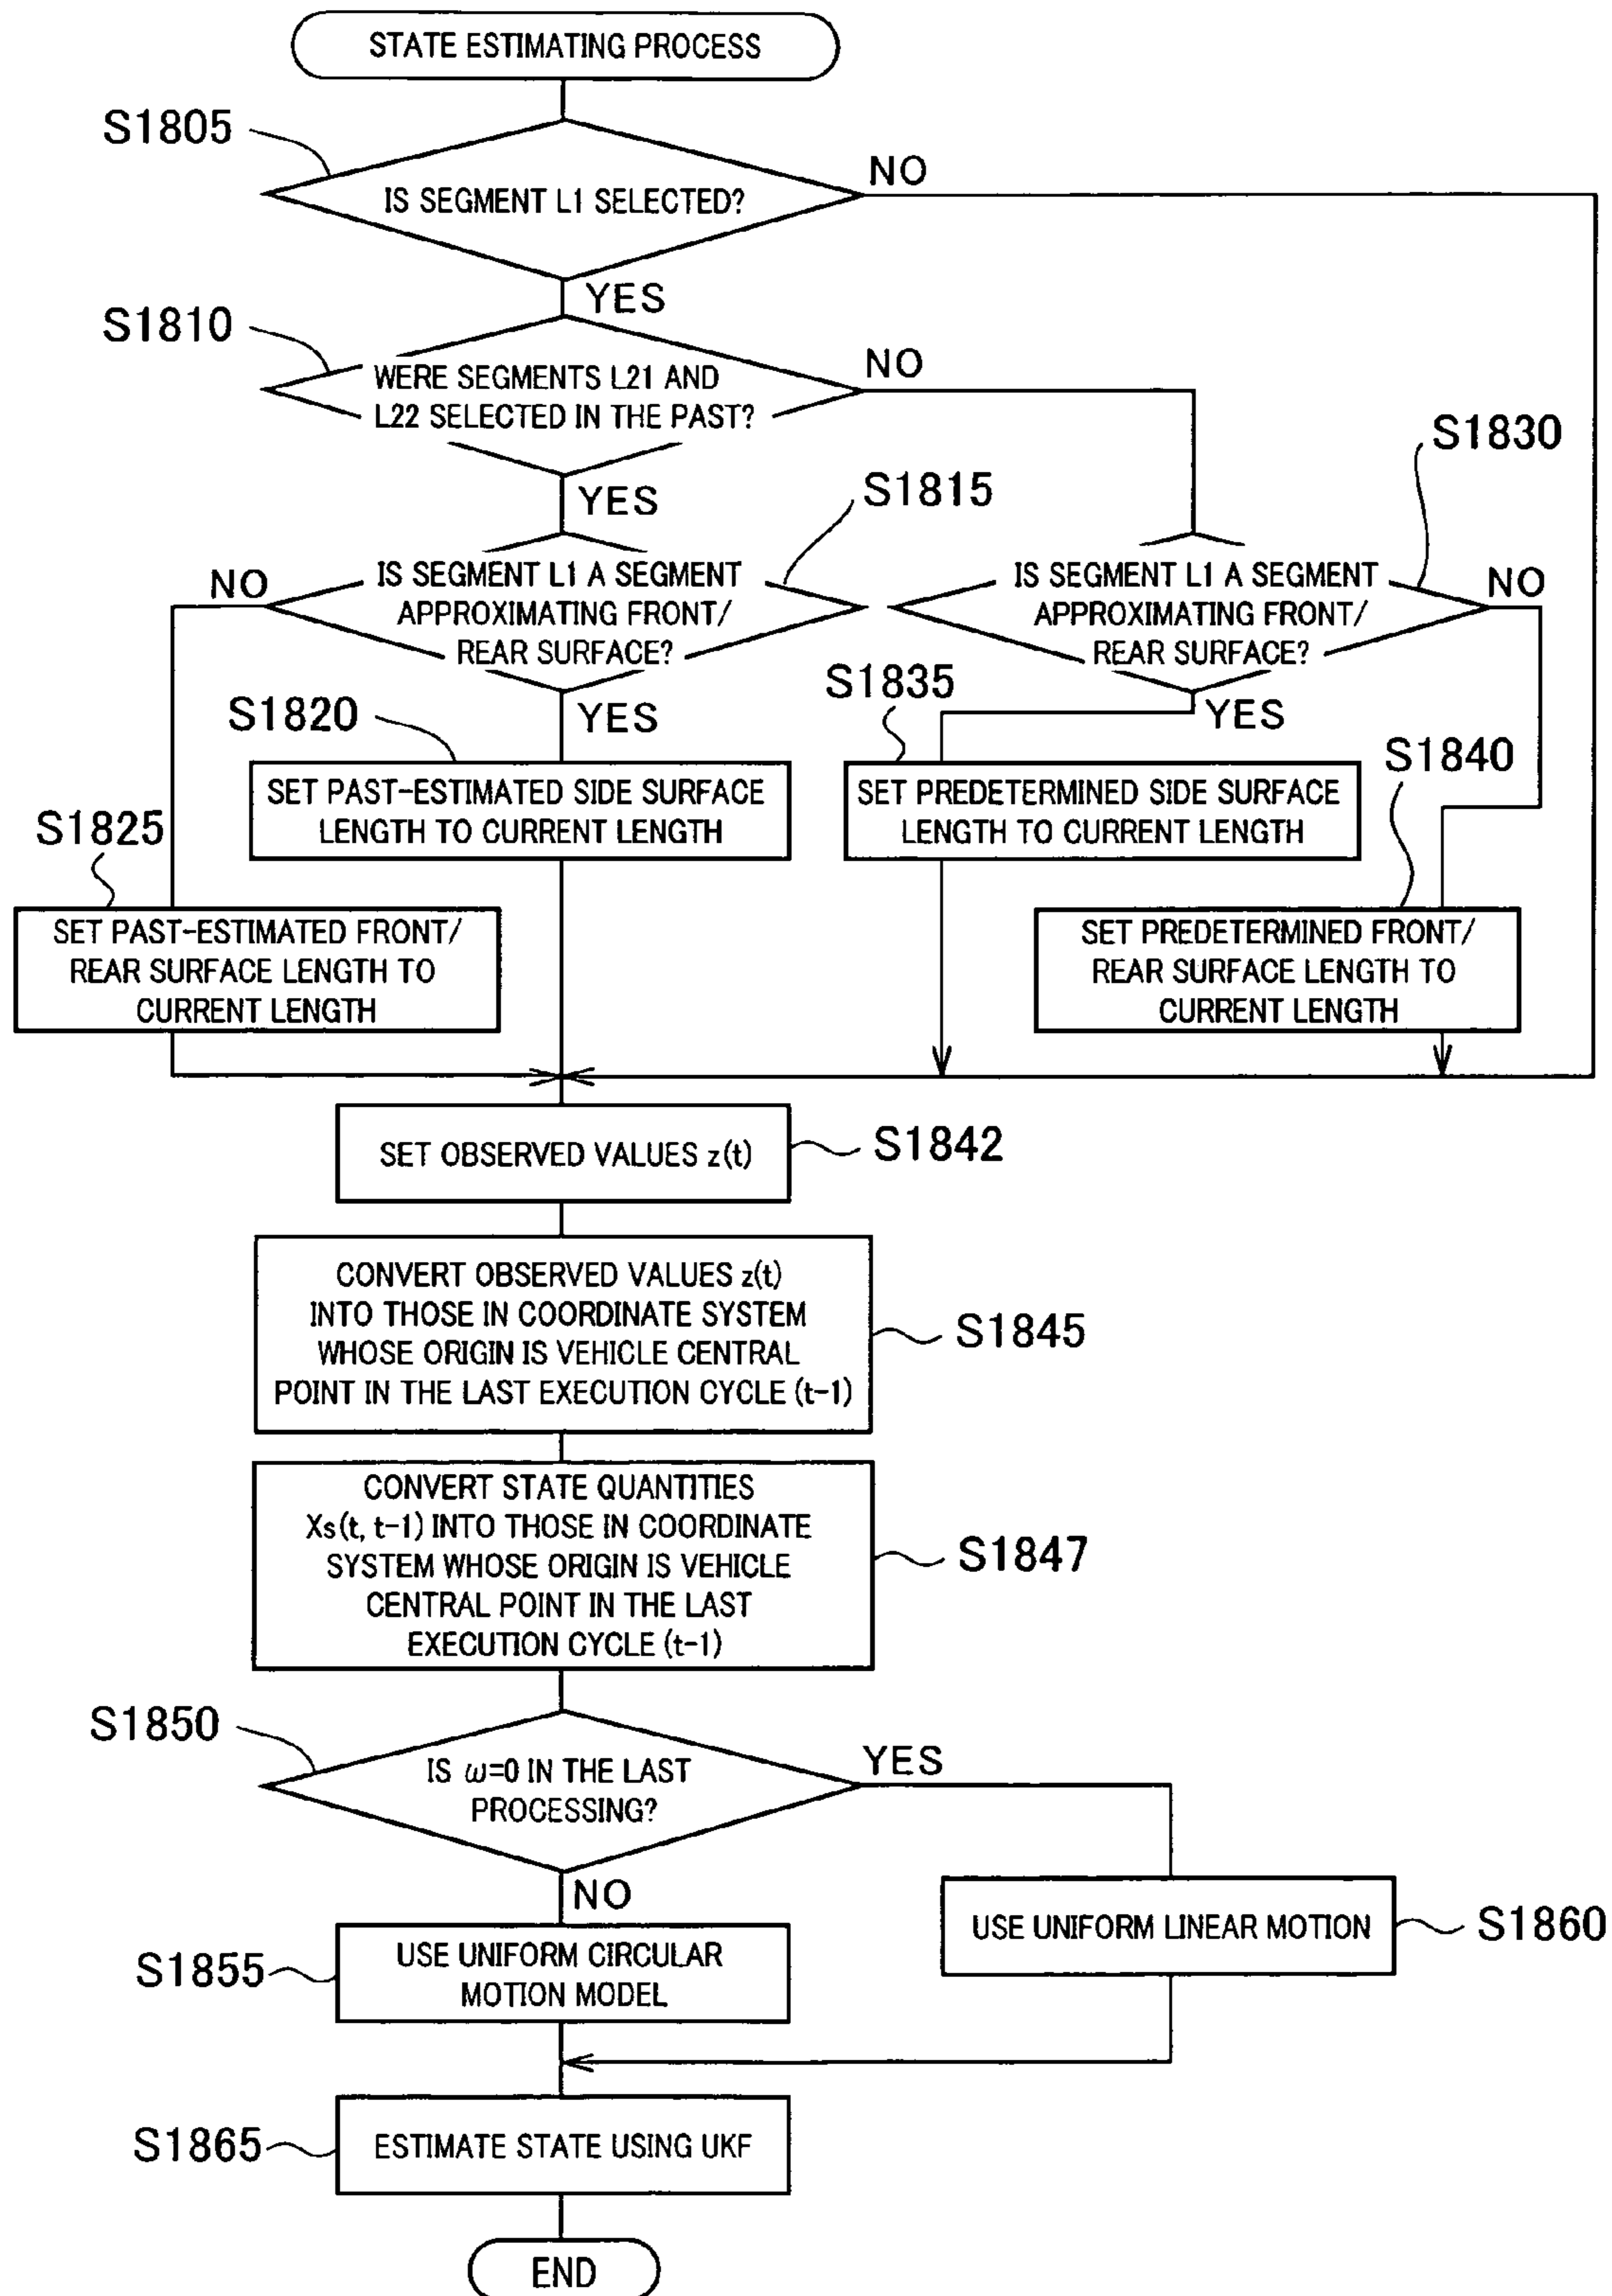 STATE ESTIMATING PROCESS
S1805
IS SEGMENT L1 SELECTED?
NO
YES
S1810
WERE SEGMENTS L21 AND
L22 SELECTED IN THE PAST?
NO
YES
S1815
S1830
NO
IS SEGMENT L1 A SEGMENT
APPROXIMATING FRONT/
REAR SURFACE?
IS SEGMENT L1 A SEGMENT
APPROXIMATING FRONT/
REAR SURFACE?
NO
YES
S1820
S1835
YES
S1840
SET PAST-ESTIMATED SIDE SURFACE
LENGTH TO CURRENT LENGTH
SET PREDETERMINED SIDE SURFACE
LENGTH TO CURRENT LENGTH
S1825
SET PAST-ESTIMATED FRONT/
REAR SURFACE LENGTH TO
CURRENT LENGTH
SET PREDETERMINED FRONT/
REAR SURFACE LENGTH TO
CURRENT LENGTH
SET OBSERVED VALUES z(t)
S1842
CONVERT OBSERVED VALUES z(t)
INTO THOSE IN COORDINATE SYSTEM
WHOSE ORIGIN IS VEHICLE CENTRAL
POINT IN THE LAST EXECUTION CYCLE (t-1)
S1845
CONVERT STATE QUANTITIES
Xs(t, t-1) INTO THOSE IN COORDINATE
SYSTEM WHOSE ORIGIN IS VEHICLE
CENTRAL POINT IN THE LAST
EXECUTION CYCLE (t-1)
S1847
S1850
IS ω=0 IN THE LAST
PROCESSING?
YES
NO
USE UNIFORM LINEAR MOTION
S1860
S1855
USE UNIFORM CIRCULAR
MOTION MODEL
S1865
ESTIMATE STATE USING UKF
END